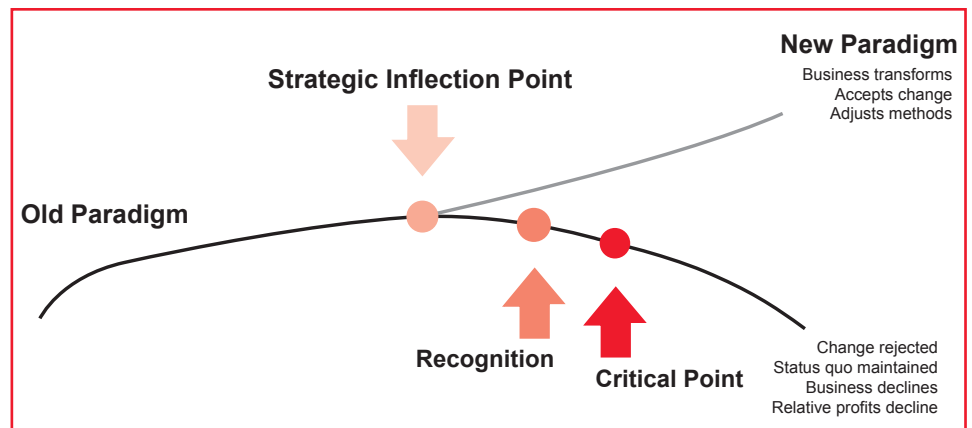 New Paradigm
Business transforms
Accepts change
Adjusts methods
Strategic Inflection Point
Old Paradigm
Recognition
Critical Point
Change rejected
Status quo maintained
Business declines
Relative profits decline